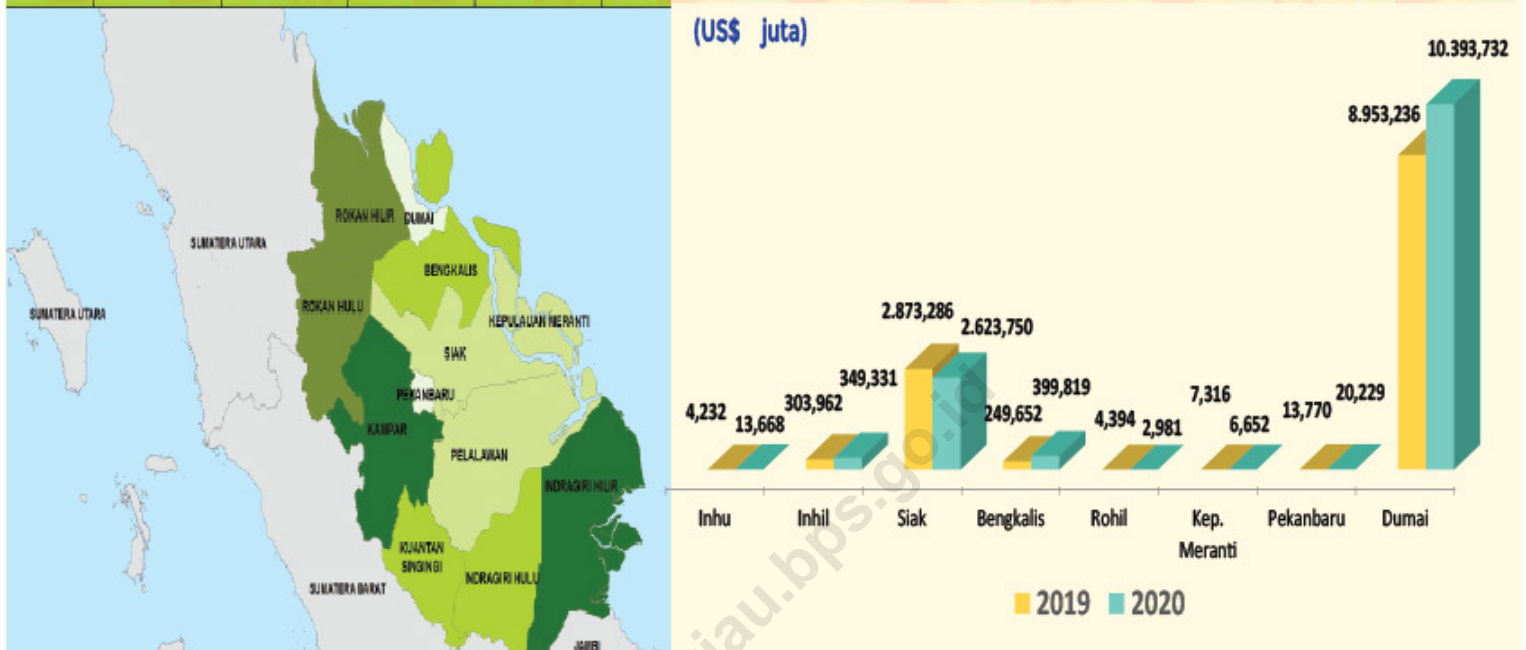 SUMATERA UTARA
SUMATERA UTARA
ROKAN HILIR
DUMAI
BENGKALIS
ROKAN HULU
KEPULAUAN MERANTI
SIAK
PEKANBARU
KAMPAR
PELALAWAN
INDRAGIRI HILIR
KUANTAN
SINGINGI
INDRAGIRI HULU
SUMATERA BARAT
JAMBI
(US$ juta)
4,232
13,668
303,962
349,331
2.873,286
2.623,750
249,652
399,819
4,394
2,981
7,316
6,652
13,770
20,229
8.953,236
10.393,732
Inhu
Inhil
Siak
Bengkalis
Rohil
Kep.
Meranti
Pekanbaru
Dumai
2019
2020
iau.bps.go.id